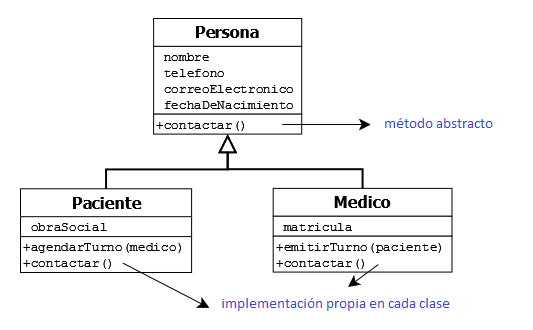 Persona
nombre
telefono
correoElectronico
fechaDeNacimiento
+contactar()
método abstracto
Paciente
obraSocial
+agendarTurno(medico)
+contactar()
Medico
matricula
+emitirTurno(paciente)
+contactar()
implementación propia en cada clase